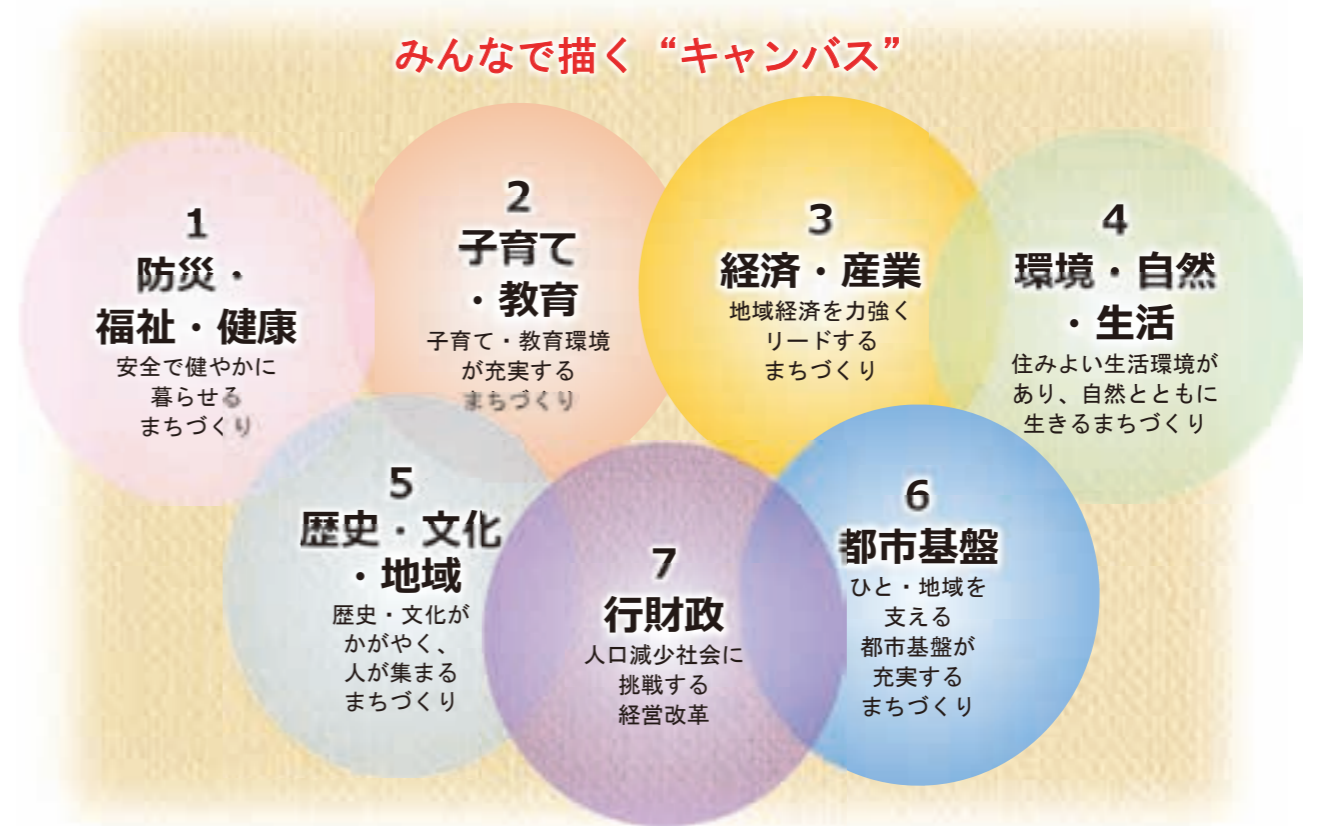 みんなで描く“キャンバス”
1
防災・
福祉・健康
安全で健やかに
暮らせる
まちづくり
2
子育て
・教育
子育て・教育環境
が充実する
まちづくり
3
経済・産業
地域経済を力強く
リードする
まちづくり
4
環境・自然
・生活
住みよい生活環境が
あり、自然とともに
生きるまちづくり
5
歴史・文化
・地域
歴史・文化が
かがやく、
人が集まる
まちづくり
6
都市基盤
ひと・地域を
支える
都市基盤が
充実する
まちづくり
7
行財政
人口減少社会に
挑戦する
経営改革